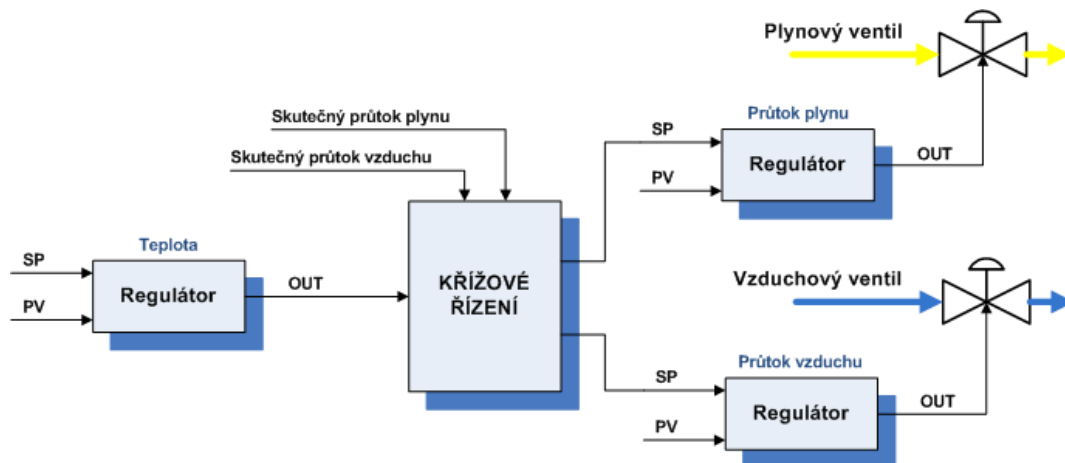 Plynový ventil
Skutečný průtok plynu
Průtok plynu
SP
Regulátor
OUT
PV
Skutečný průtok vzduchu
Teplota
SP
Regulátor
OUT
PV
KŘÍŽOVÉ
ŘÍZENÍ
Vzduchový ventil
Průtok vzduchu
SP
Regulátor
OUT
PV